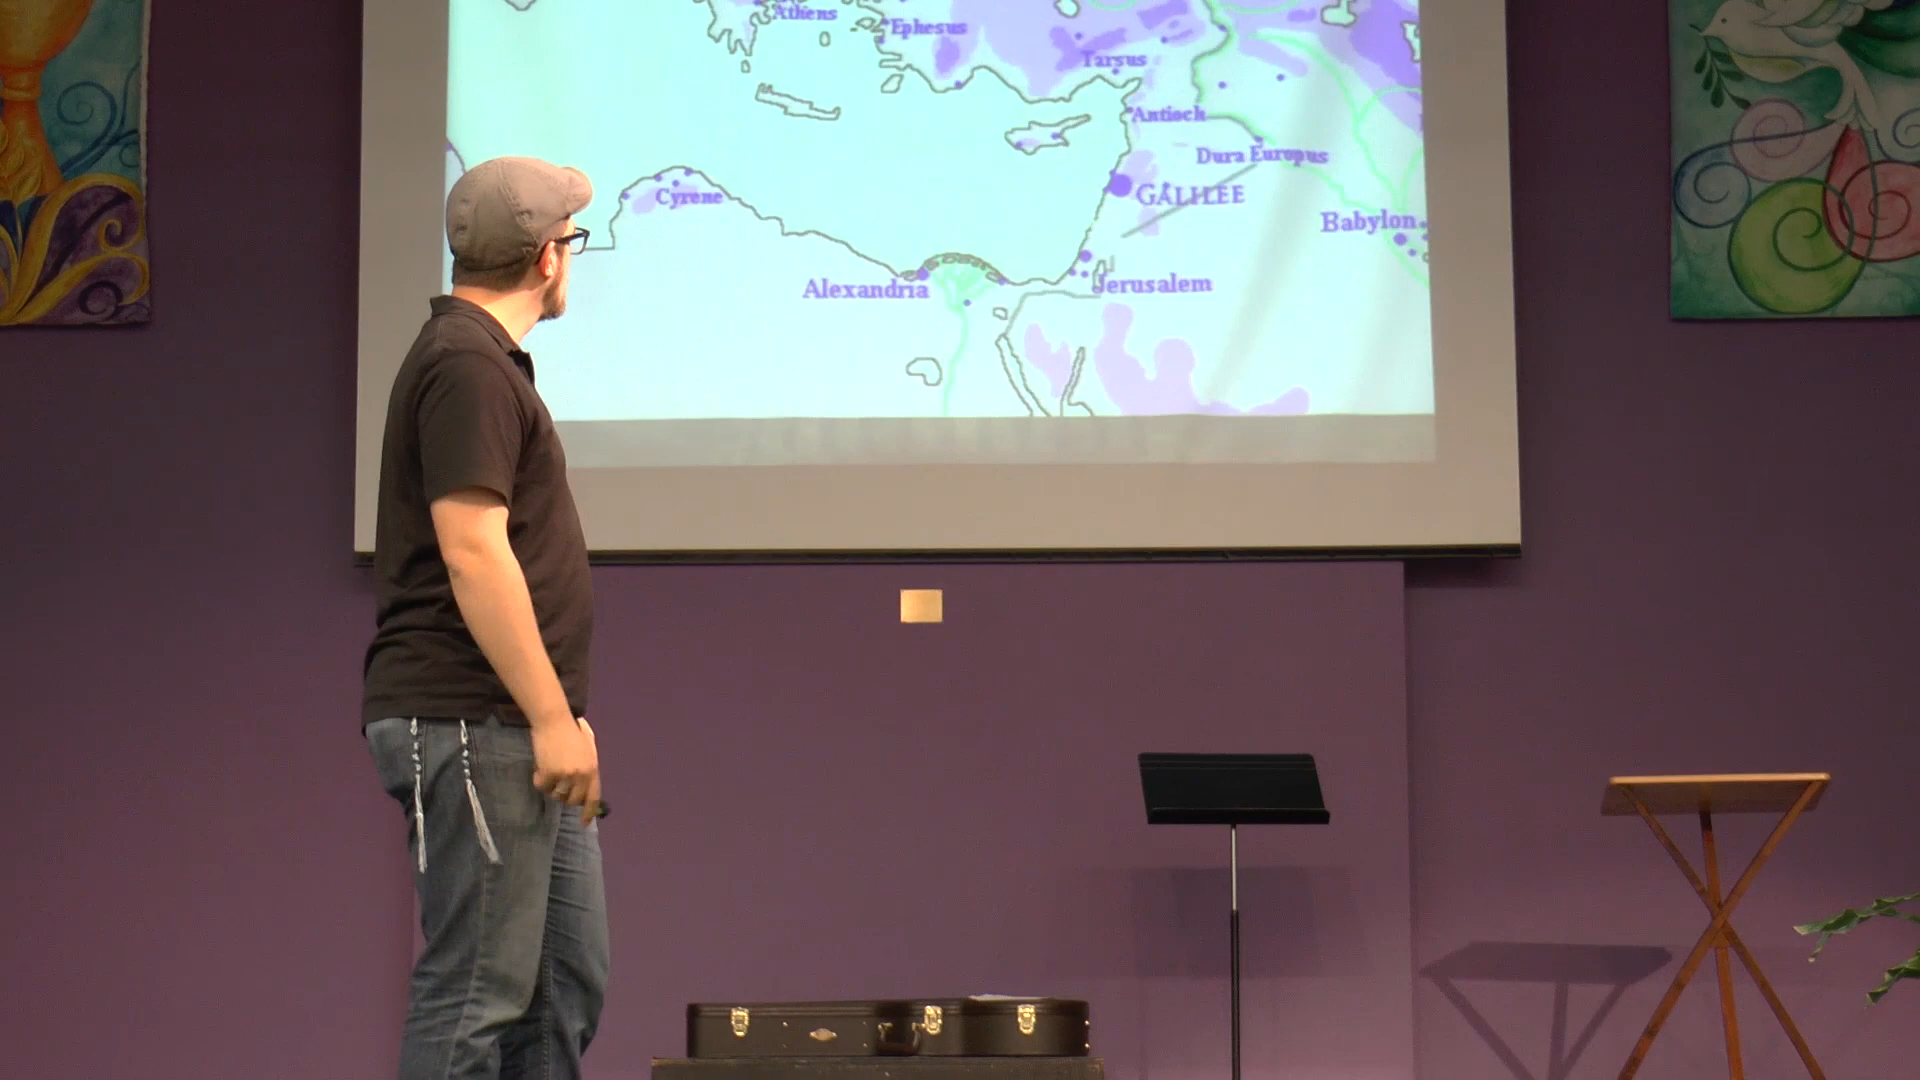 Athens
Ephesus
Tarsus
Antioch
Dura Europus
GALILEE
Cyrene
Babylon
Alexandria
Jerusalem